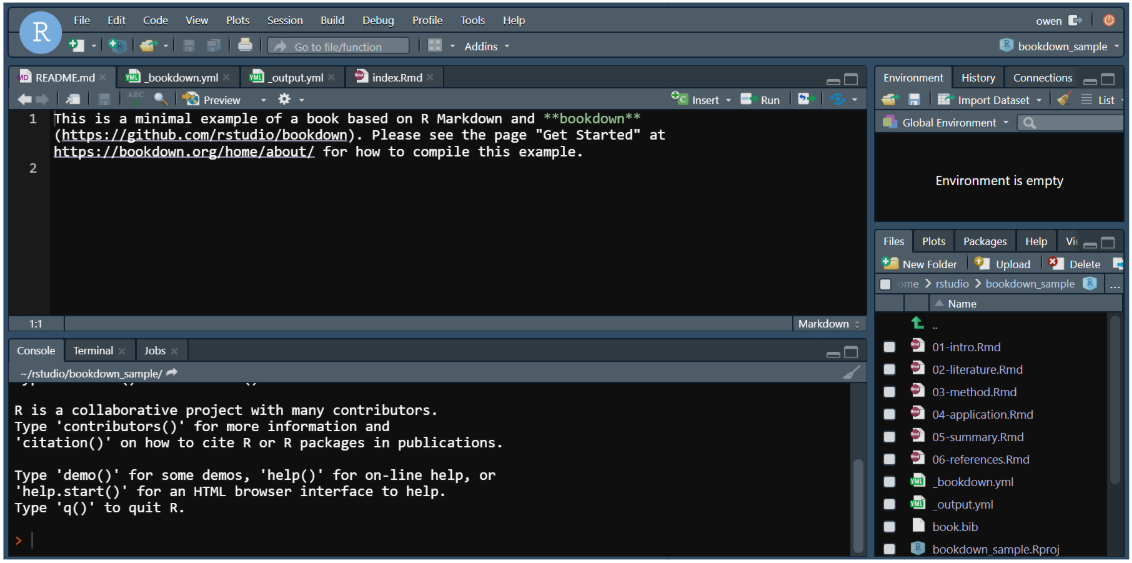 File Edit Code View Plots Session Build Debug Profile Tools Help
owen
Go to file/function
Addins
bookdown_sample
README.md
_bookdown.yml
_output.yml
index.Rmd
Preview
Insert
Run
1 This is a minimal example of a book based on R Markdown and **bookdown**
(https://github.com/rstudio/bookdown). Please see the page "Get Started" at
https://bookdown.org/home/about/ for how to compile this example.
2
1:1
Markdown
Console
Terminal
Jobs
~/rstudio/bookdown_sample/
R is a collaborative project with many contributors.
Type 'contributors()' for more information and
'citation()' on how to cite R or R packages in publications.
Type 'demo()' for some demos, 'help()' for on-line help, or
'help.start()' for an HTML browser interface to help.
Type 'q()' to quit R.
>
Environment
History
Connections
Import Dataset
List
Global Environment
Environment is empty
Files
Plots
Packages
Help
New Folder
Upload
Delete
rstudio
bookdown_sample
...
Name
..
01-intro.Rmd
02-literature.Rmd
03-method.Rmd
04-application.Rmd
05-summary.Rmd
06-references.Rmd
_bookdown.yml
_output.yml
book.bib
bookdown_sample.Rproj